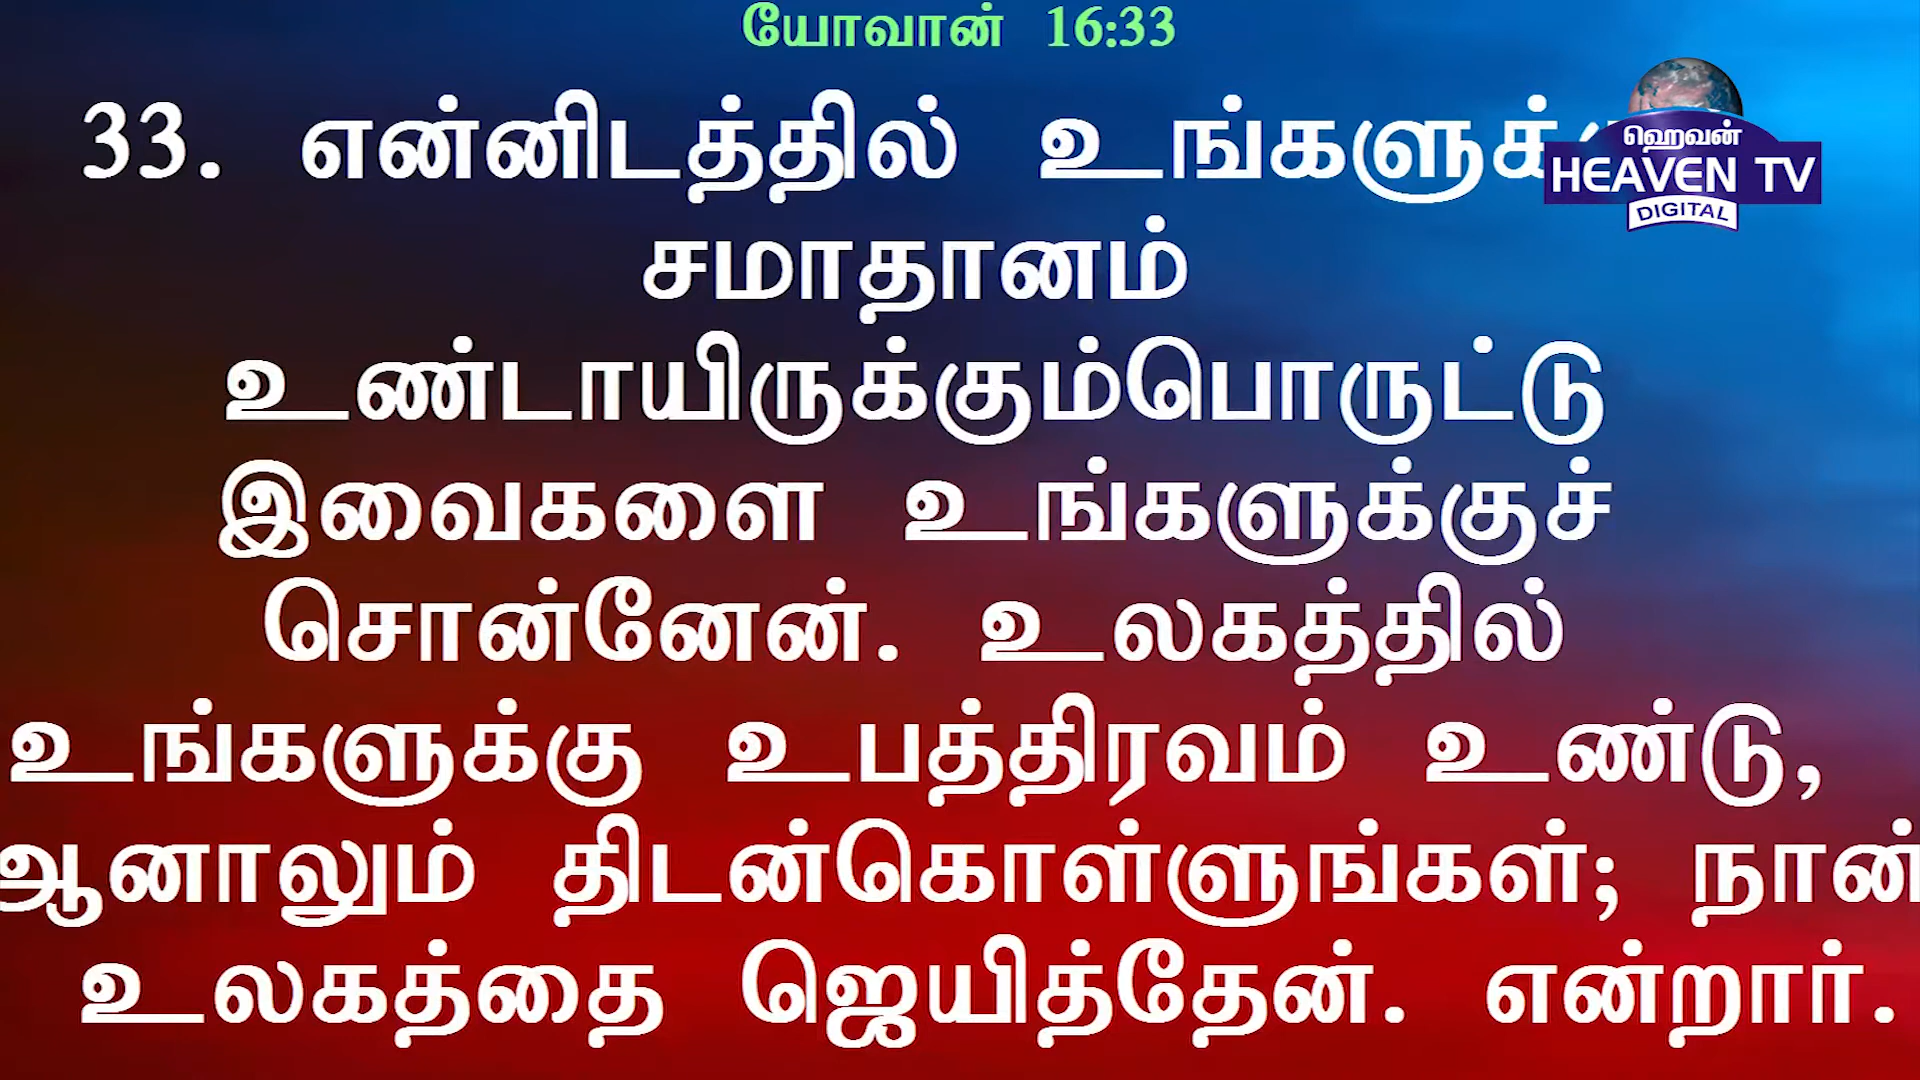 யோவான் 16:33
33. என்னிடத்தில் உங்களுக்கு
ஹெவன்
HEAVEN TV
DIGITAL
சமாதானம்
உண்டாயிருக்கும்பொருட்டு
இவைகளை உங்களுக்குச்
சொன்னேன். உலகத்தில்
உங்களுக்கு உபத்திரவம் உண்டு,
ஆனாலும் திடன்கொள்ளுங்கள்; நான்
உலகத்தை ஜெயித்தேன். என்றார்.